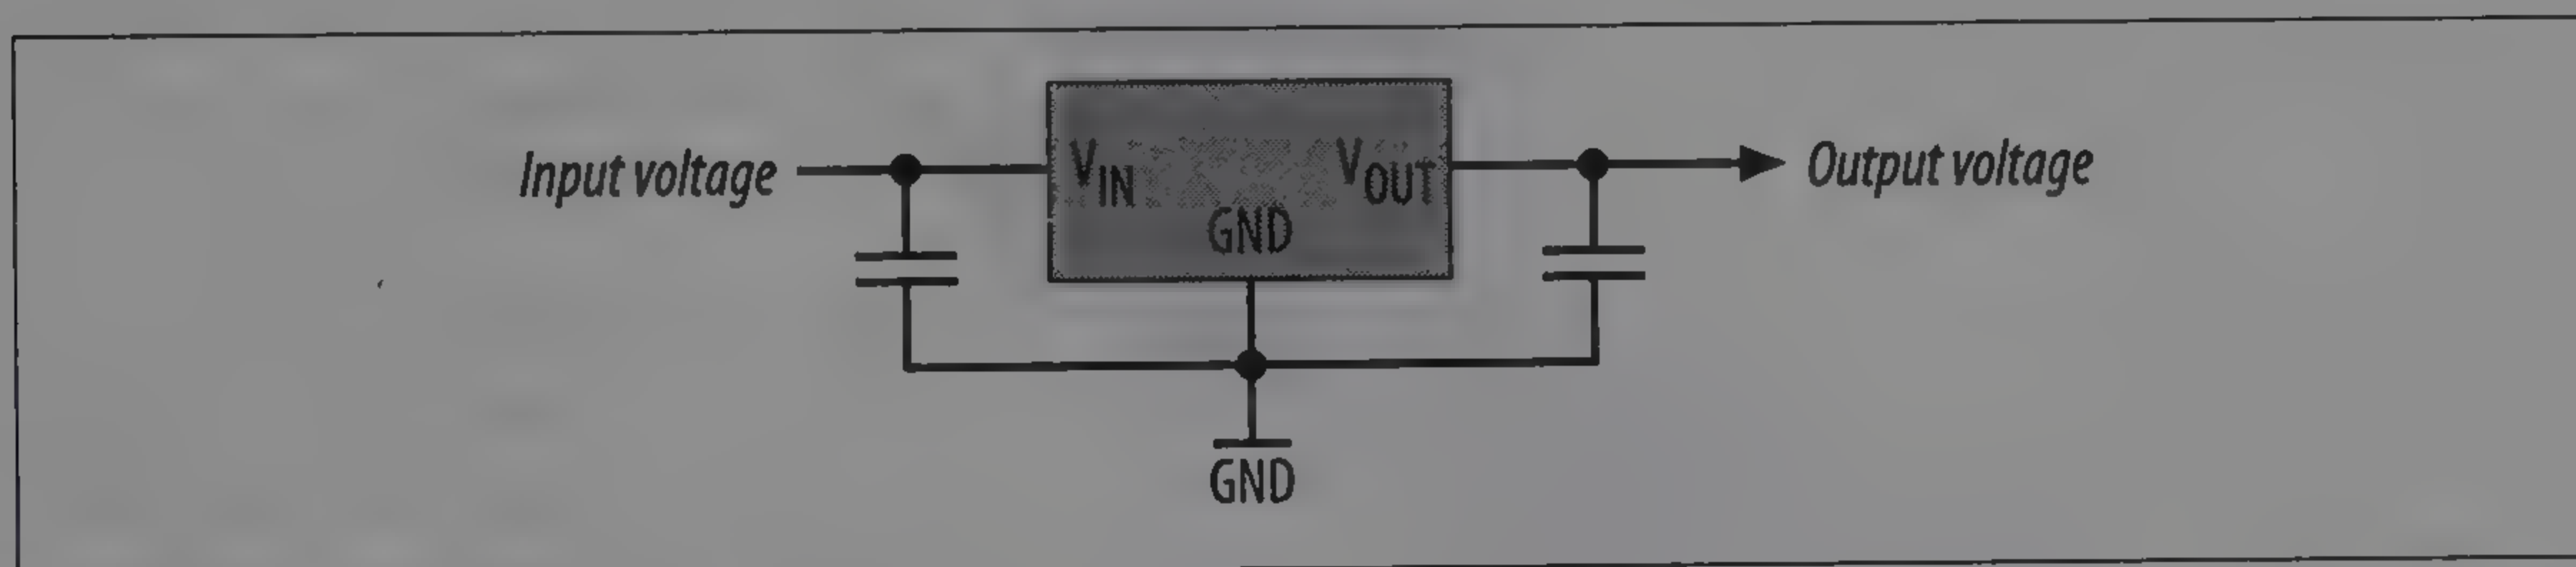 Input voltage
VIN
VOUT
GND
Output voltage
GND